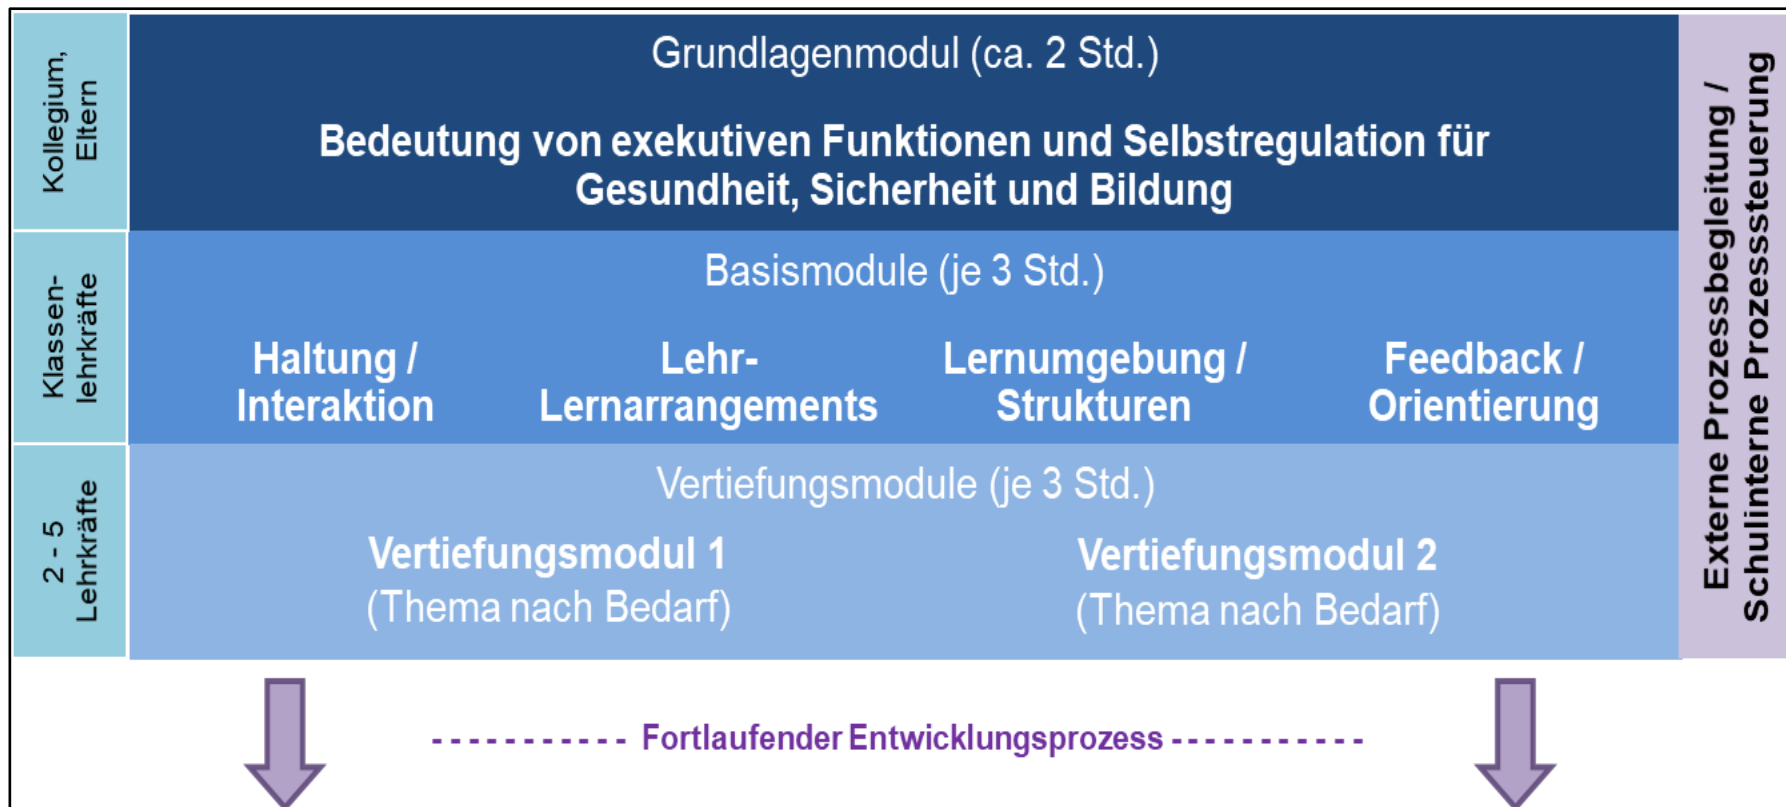 Kollegium,
Eltern
Grundlagenmodul (ca. 2 Std.)
Bedeutung von exekutiven Funktionen und Selbstregulation für
Gesundheit, Sicherheit und Bildung
Klassen-
lehrkräfte
Basismodule (je 3 Std.)
Haltung /
Interaktion
Lehr-
Lernarrangements
Lernumgebung /
Strukturen
Feedback /
Orientierung
2 - 5
Lehrkräfte
Vertiefungsmodule (je 3 Std.)
Vertiefungsmodul 1
(Thema nach Bedarf)
Vertiefungsmodul 2
(Thema nach Bedarf)
Externe Prozessbegleitung /
Schulinterne Prozesssteuerung
- - - - - - - - - - - Fortlaufender Entwicklungsprozess - - - - - - - - - - -